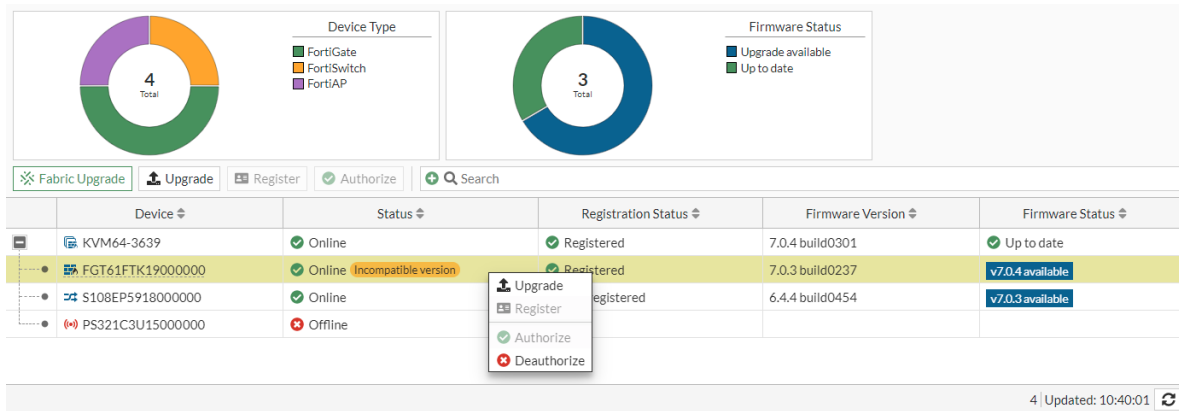 Device Type
4
Total
FortiGate
FortiSwitch
FortiAP
Firmware Status
3
Total
Upgrade available
Up to date
Fabric Upgrade Upgrade Register Authorize Search
Device Status Registration Status Firmware Version Firmware Status
KVM64-3639 Online Registered 7.0.4 build0301 Up to date
FGT61FTK19000000 Online Incompatible version Registered 7.0.3 build0237 v7.0.4 available
S108EP5918000000 Online egistered 6.4.4 build0454 v7.0.3 available
PS321C3U15000000 Offline
Upgrade
Register
Authorize
Deauthorize
4 Updated: 10:40:01